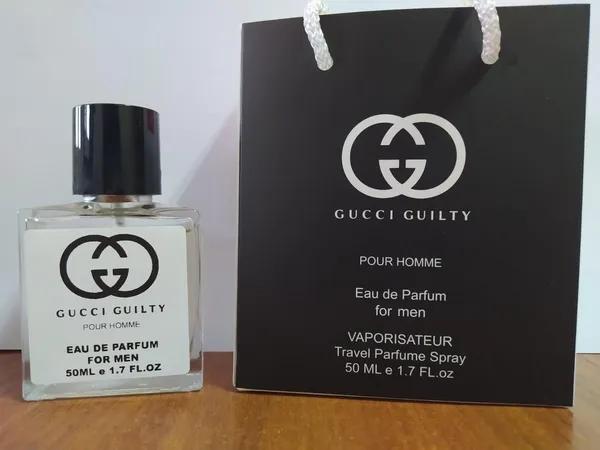 GUCCI GUILTY
POUR HOMME
EAU DE PARFUM
FOR MEN
50ML e 1.7 FL.OZ
GUCCI GUILTY
POUR HOMME
Eau de Parfum
for men
VAPORISATEUR
Travel Parfume Spray
50 ML e 1.7 FL.oz